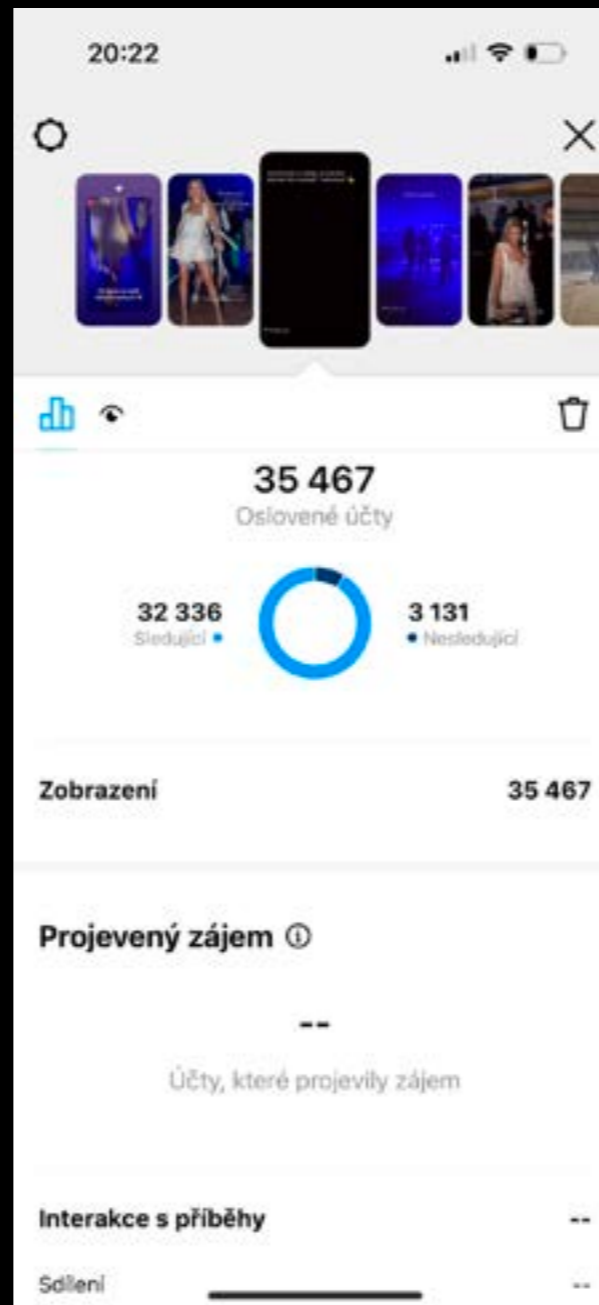 20:22
35 467
Oslovené účty
32 336
Sledující
3 131
Nesledující
Zobrazení
35 467
Projevený zájem
--
Účty, které projevily zájem
Interakce s příběhy
--
Sdílení
--